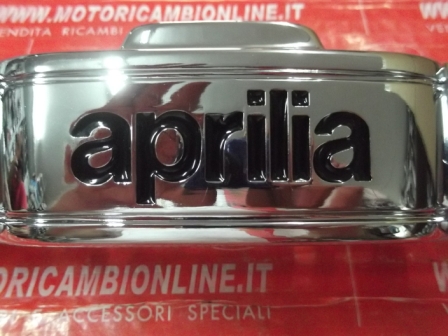 WWW.MOTORICAMBIONLINE.IT
VENDITA RICAMBI
aprilia
MOTORICAMBIONLINE.IT
ACCESSORI SPECIALI